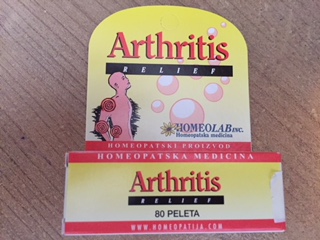 Arthritis
RELIEF
HOMEOLAB INC.
Homeopatska medicina
HOMEOPATSKI PROIZVOD
HOMEOPATSKA MEDICINA
Arthritis
RELIEF
80 PELETA
WWW.HOMEOPATIJA.COM